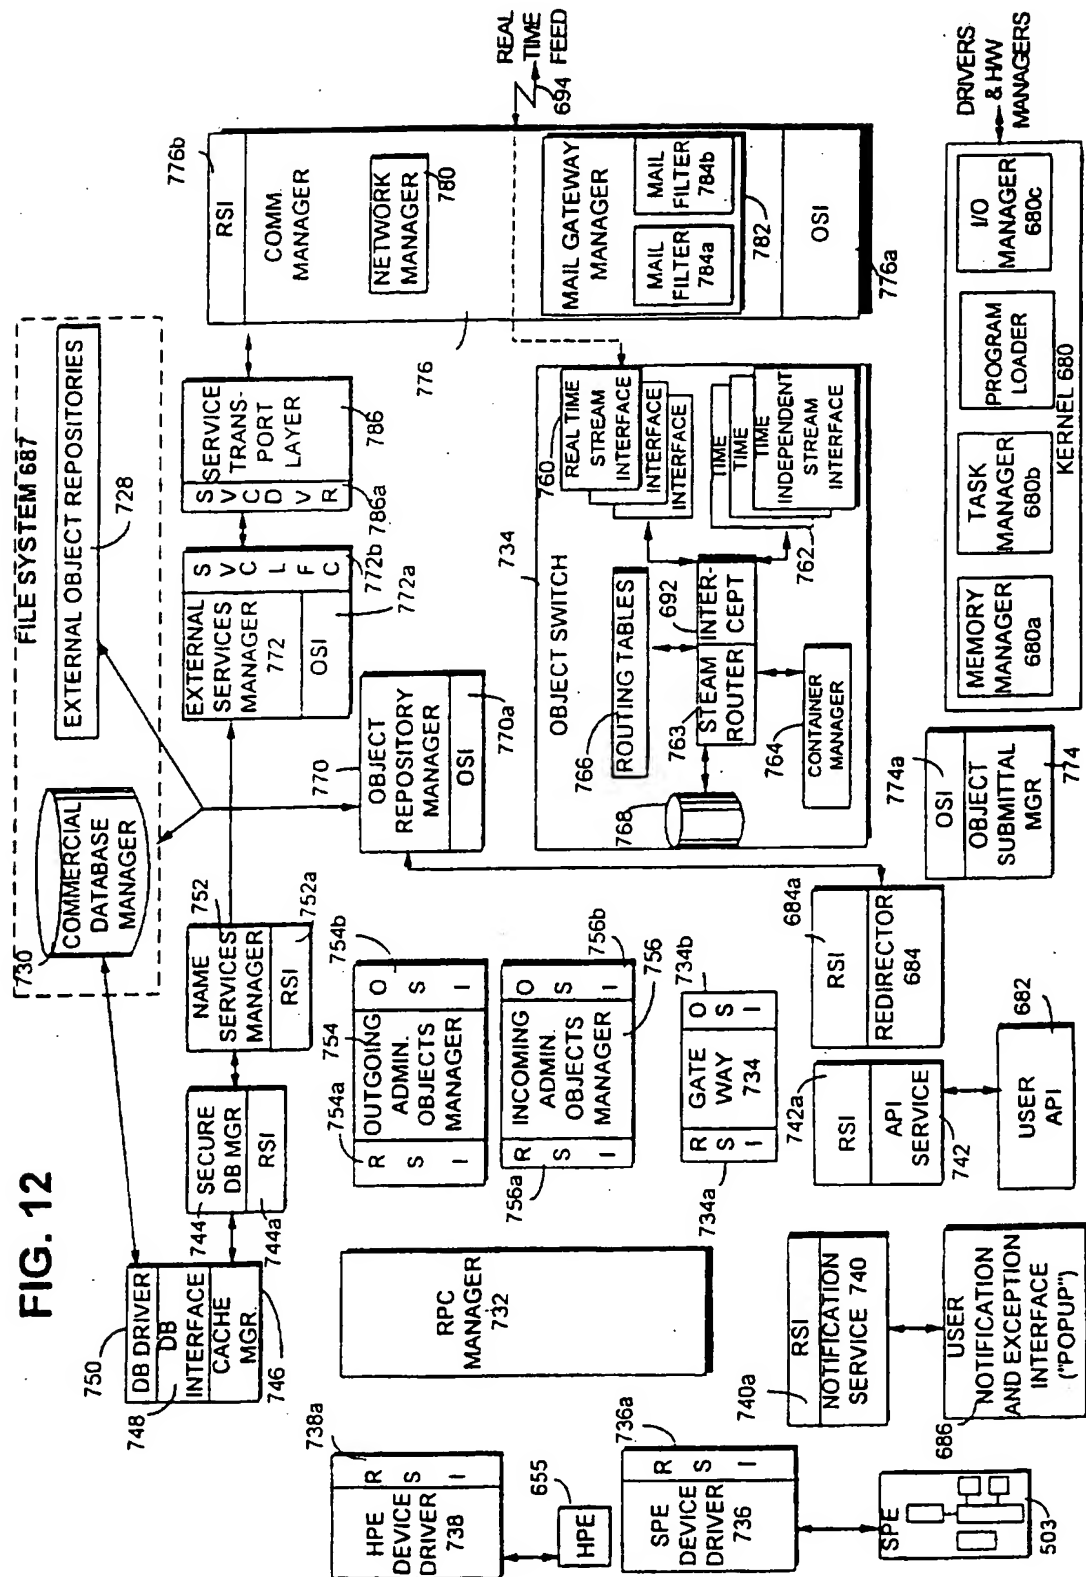 FIG. 12
FILE SYSTEM 687
730
COMMERCIAL
DATABASE
MANAGER
EXTERNAL OBJECT REPOSITORIES
728
750
DB DRIVER
748
DB
INTERFACE
CACHE
MGR.
746
744
SECURE
DB MGR
RSI
744a
NAME
SERVICES
MANAGER
752
RSI
752a
EXTERNAL
SERVICES
MANAGER
772
OSI
772a
S
V
C
L
F
C
772b
S
V
C
D
V
R
786a
SERVICE
TRANS-
PORT
LAYER
786
RSI
776b
COMM.
MANAGER
NETWORK
MANAGER
780
MAIL GATEWAY
MANAGER
MAIL
FILTER
784a
MAIL
FILTER
784b
782
OSI
776a
776
REAL
TIME
FEED
694
738a
HPE
DEVICE
DRIVER
738
R
S
I
655
HPE
736a
SPE
DEVICE
DRIVER
736
R
S
I
SPE
503
RPC
MANAGER
732
754a
R
S
I
754
OUTGOING
ADMIN.
OBJECTS
MANAGER
O
S
I
754b
756a
R
S
I
INCOMING
ADMIN.
OBJECTS
MANAGER
756
O
S
I
756b
734a
R
S
I
GATE
WAY
734
O
S
I
734b
770
OBJECT
REPOSITORY
MANAGER
OSI
770a
734
OBJECT SWITCH
760
REAL TIME
STREAM
INTERFACE
INTERFACE
INTERFACE
TIME
TIME
TIME
INDEPENDENT
STREAM
INTERFACE
762
766
ROUTING TABLES
692
763
STEAM
ROUTER
INTER-
CEPT
768
764
CONTAINER
MANAGER
740a
RSI
NOTIFICATION
SERVICE 740
686
USER
NOTIFICATION
AND EXCEPTION
INTERFACE
("POPUP")
742a
RSI
API
SERVICE
742
USER
API
682
684a
RSI
REDIRECTOR
684
774a
OSI
OBJECT
SUBMITTAL
MGR
774
MEMORY
MANAGER
680a
TASK
MANAGER
680b
PROGRAM
LOADER
I/O
MANAGER
680c
KERNEL 680
DRIVERS
& H/W
MANAGERS